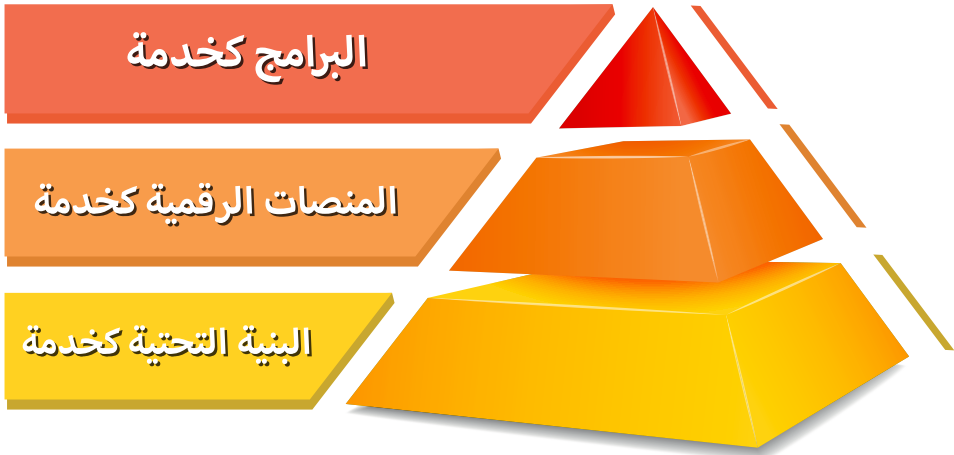 البرامج كخدمة
المنصات الرقمية كخدمة
البنية التحتية كخدمة